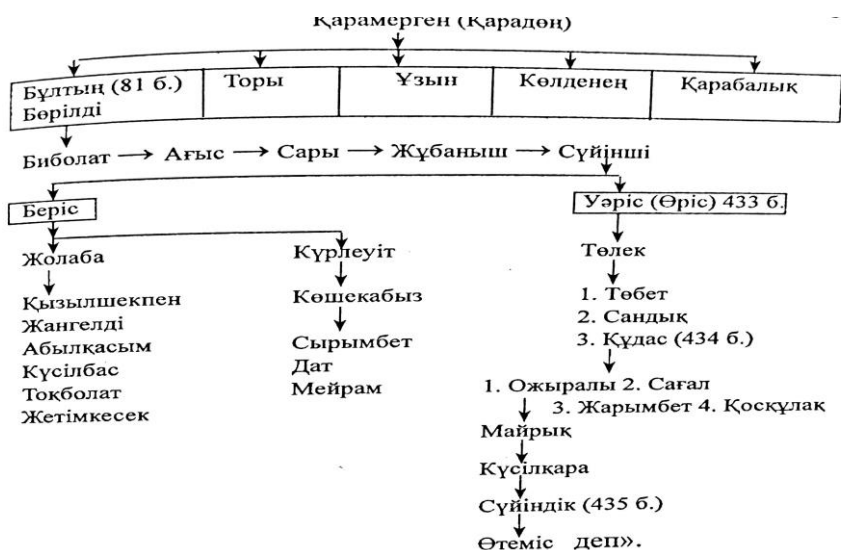 Қарамерген (Қарадөң)
Бұлтың (81 б.) Торы Ұзын Көлденең Қарабалық
Бөрілді
Биболат → Ағыс → Сары → Жұбаныш → Сүйінші
Беріс Уәріс (Өріс) 433 б.
Жолаба Күрлеуіт Төлек
Қызылшекпен Көшекабыз 1. Төбет
Жангелді 2. Сандық
Абылқасым Сырымбет 3. Құдас (434 б.)
Күсілбас Дат
Тоқболат Мейрам 1. Ожыралы 2. Сағал
Жетімкесек 3. Жарымбет 4. Қосқұлақ
Майрық
Күсілқара
Сүйіндік (435 б.)
Өтеміс деп».